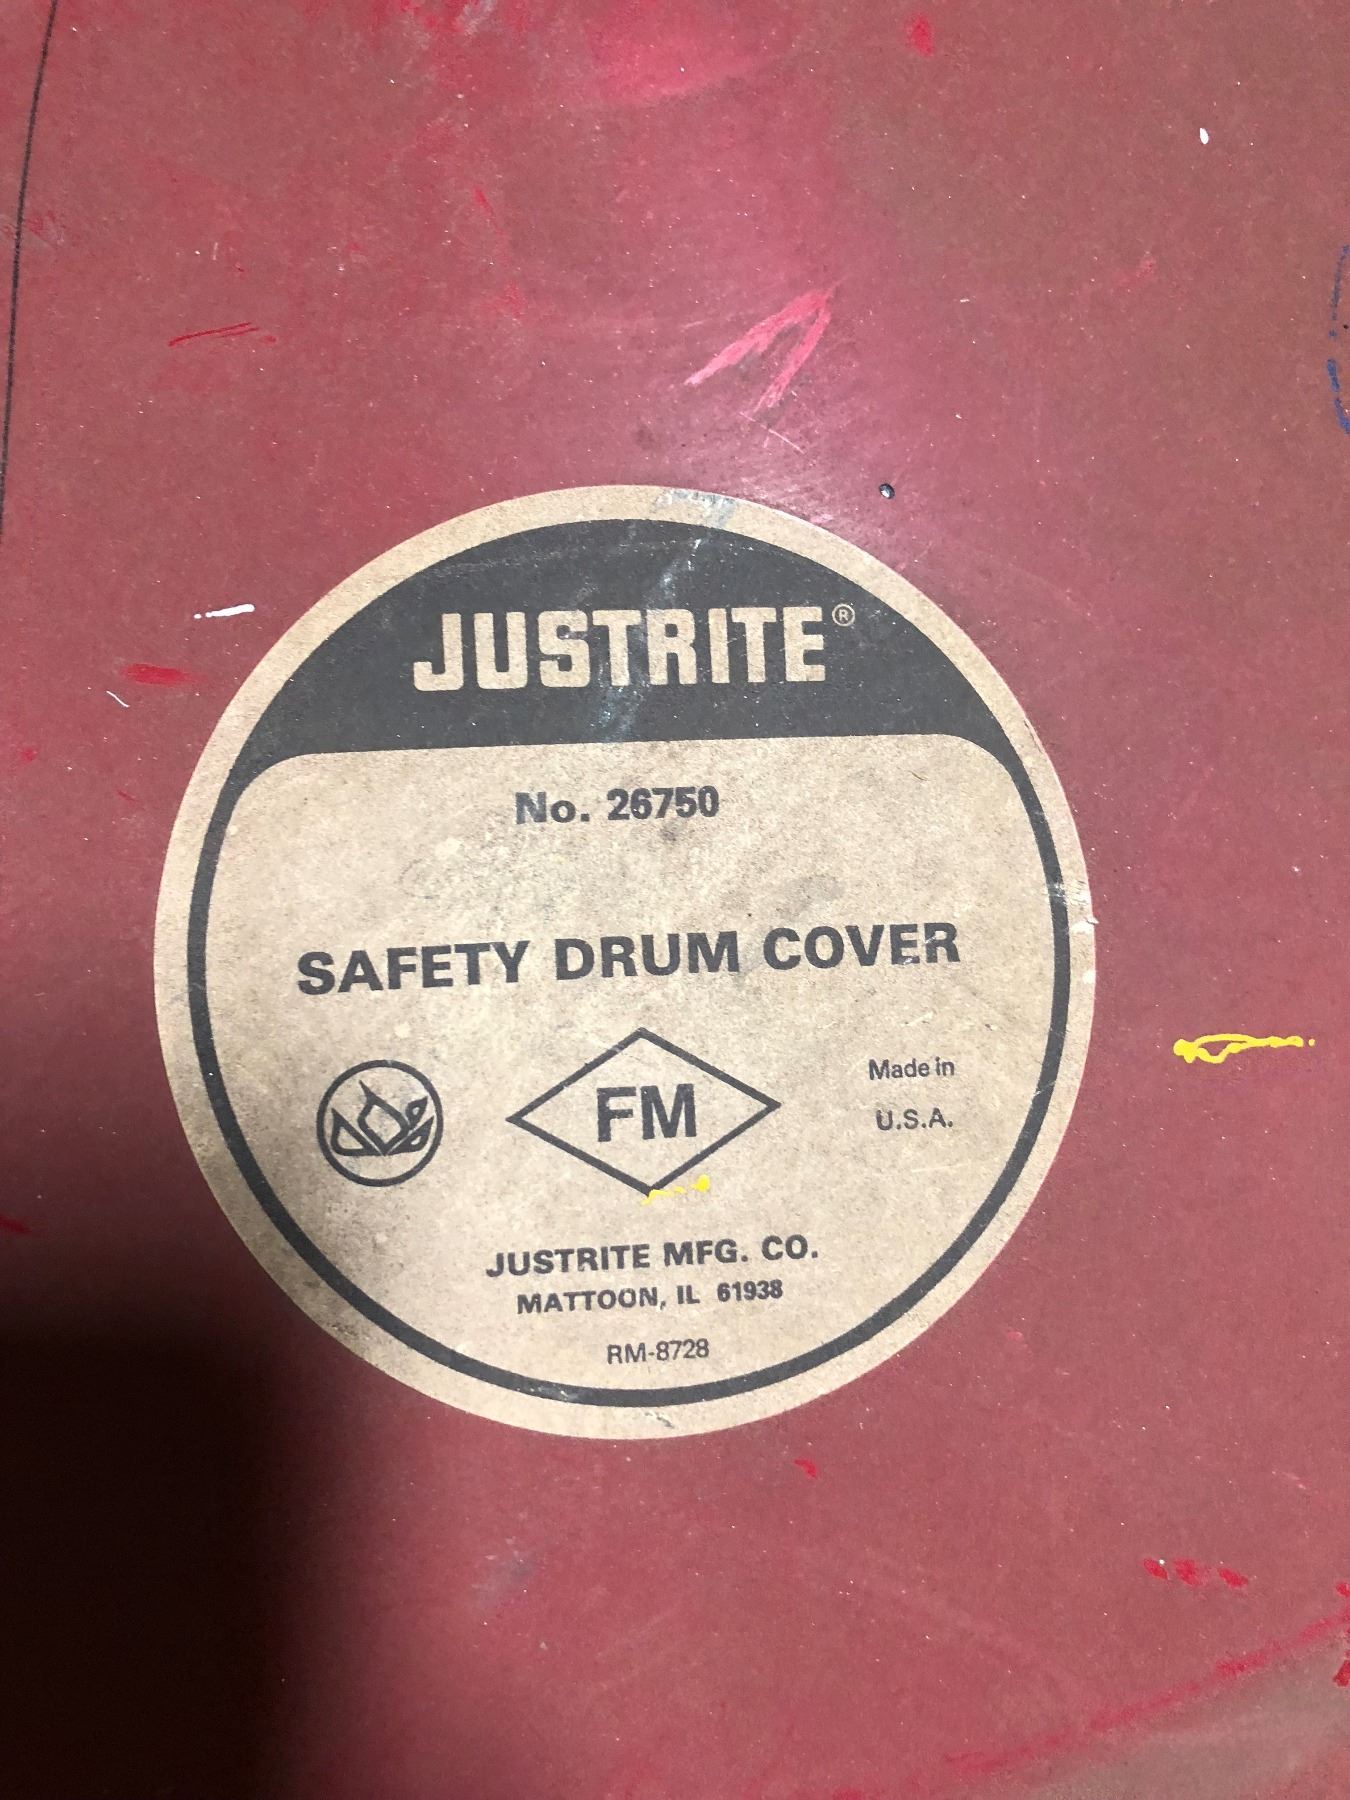 JUSTRITE®
No. 26750
SAFETY DRUM COVER
FM
Made in
U.S.A.
JUSTRITE MFG. CO.
MATTOON, IL 61938
RM-8728